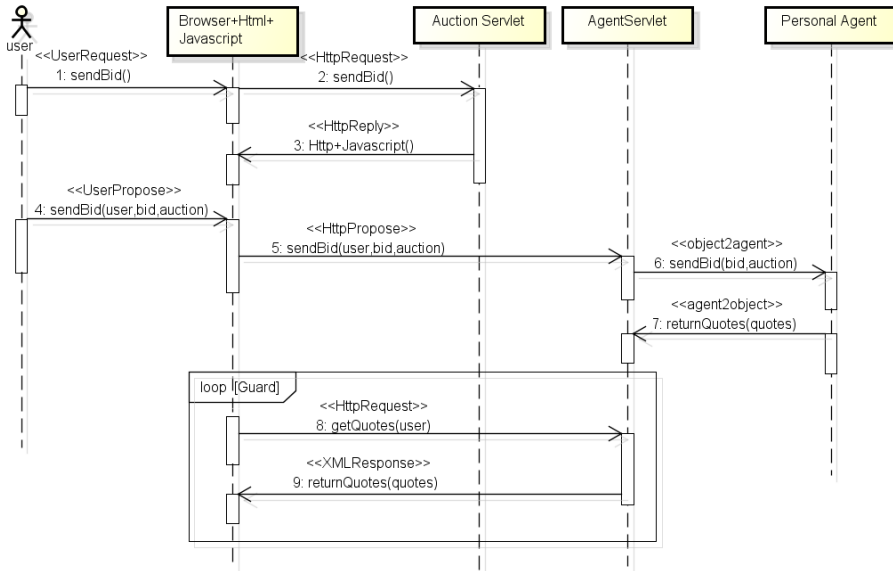 user
Browser+Html+
Javascript
Auction Servlet
AgentServlet
Personal Agent
<<UserRequest>>
1: sendBid()
<<HttpRequest>>
2: sendBid()
<<HttpReply>>
3: Http+Javascript()
<<UserPropose>>
4: sendBid(user,bid,auction)
<<HttpPropose>>
5: sendBid(user,bid,auction)
<<object2agent>>
6: sendBid(bid,auction)
<<agent2object>>
7: returnQuotes(quotes)
loop [Guard]
<<HttpRequest>>
8: getQuotes(user)
<<XMLResponse>>
9: returnQuotes(quotes)